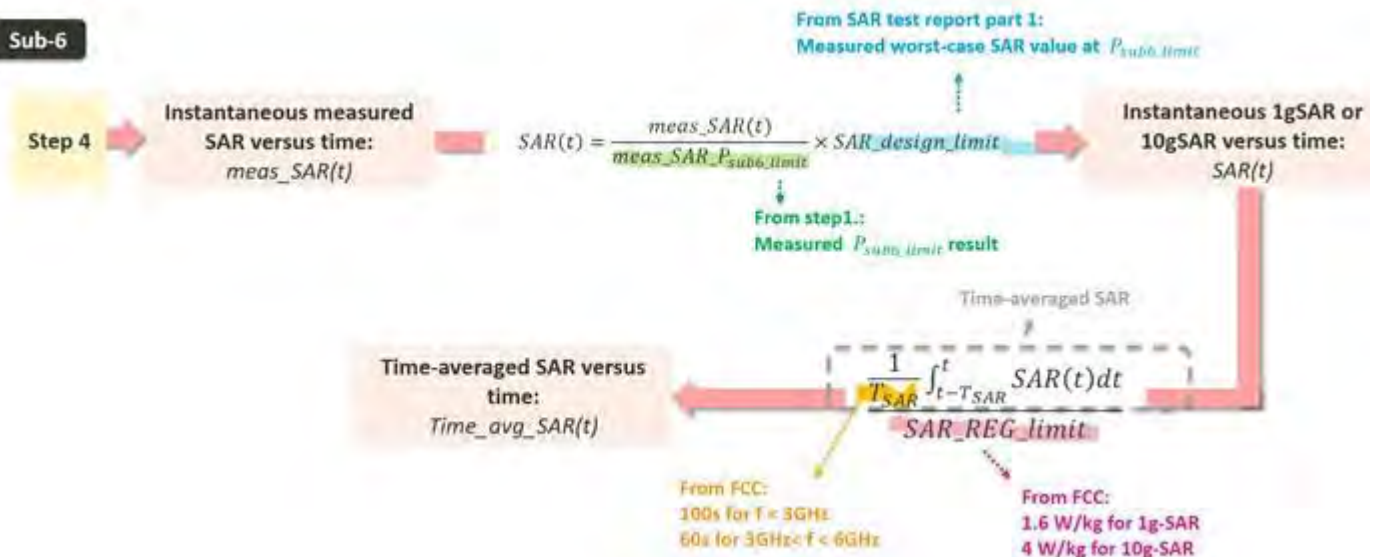 Sub-6
From SAR test report part 1:
Measured worst-case SAR value at P_sub6_limit
Step 4
Instantaneous measured
SAR versus time:
meas_SAR(t)
SAR(t) = meas_SAR(t) / meas_SAR_P_sub6_limit × SAR_design_limit
Instantaneous 1gSAR or
10gSAR versus time:
SAR(t)
From step1.:
Measured P_sub6_limit result
Time-averaged SAR
Time-averaged SAR versus
time:
Time_avg_SAR(t)
1/T_SAR ∫_{t−T_SAR}^{t} SAR(t)dt
SAR_REG_limit
From FCC:
100s for f < 3GHz
60s for 3GHz< f < 6GHz
From FCC:
1.6 W/kg for 1g-SAR
4 W/kg for 10g-SAR